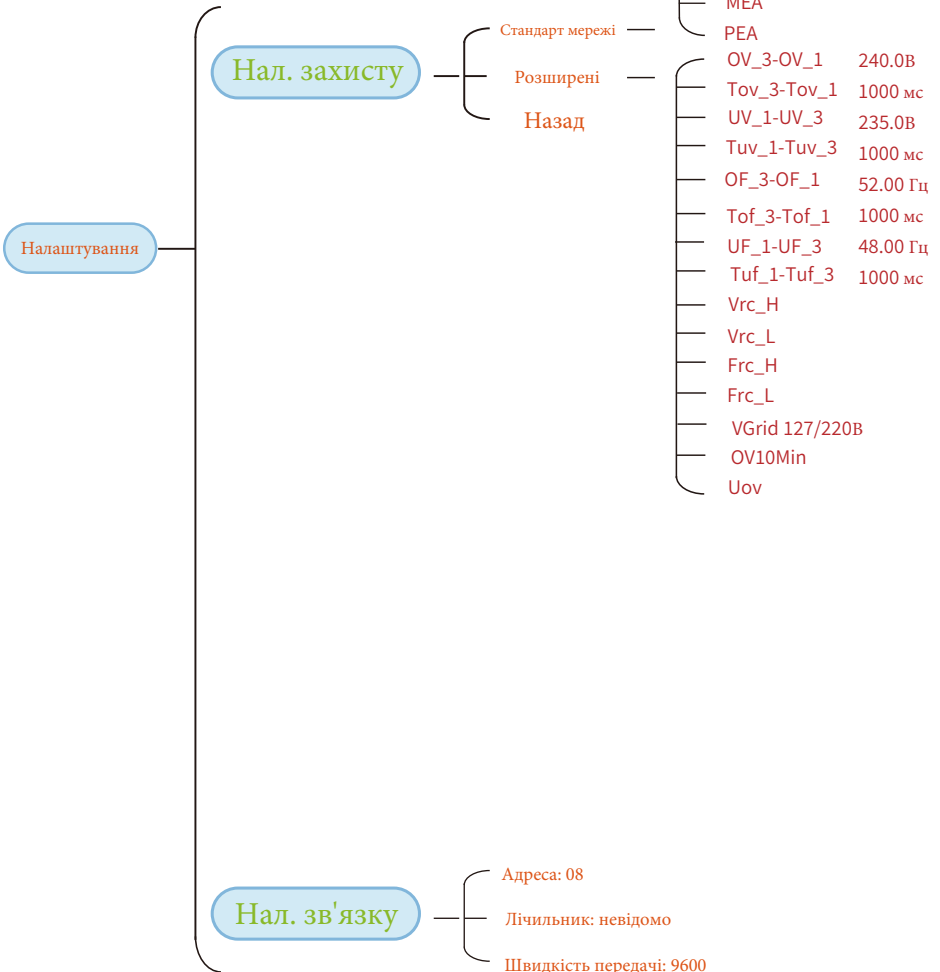 MEA
Стандарт мережі
PEA
Нал. захисту
Розширені
Назад
OV_3-OV_1 240.0В
Tov_3-Tov_1 1000 мс
UV_1-UV_3 235.0В
Tuv_1-Tuv_3 1000 мс
OF_3-OF_1 52.00 Гц
Tof_3-Tof_1 1000 мс
UF_1-UF_3 48.00 Гц
Tuf_1-Tuf_3 1000 мс
Vrc_H
Vrc_L
Frc_H
Frc_L
VGrid 127/220В
OV10Min
Uov
Налаштування
Нал. зв'язку
Адреса: 08
Лічильник: невідомо
Швидкість передачі: 9600